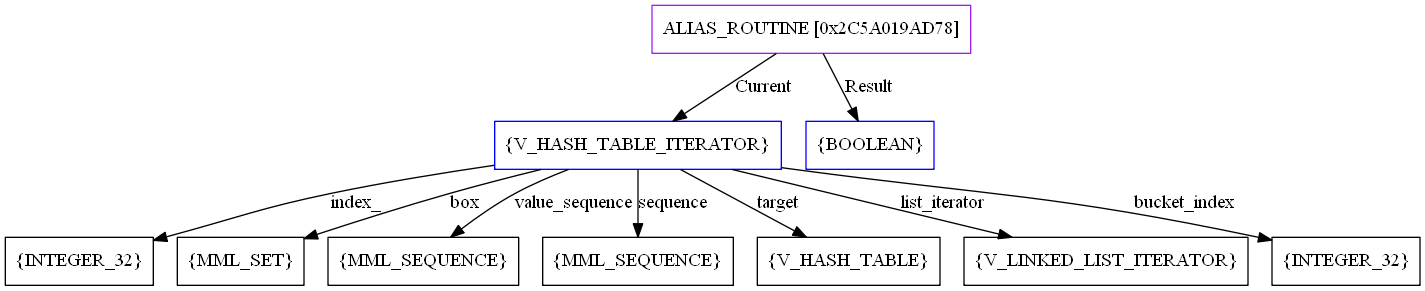 ALIAS_ROUTINE [0x2C5A019AD78]
Current
Result
{V_HASH_TABLE_ITERATOR}
{BOOLEAN}
index_
box
value_sequence
sequence
target
list_iterator
bucket_index
{INTEGER_32}
{MML_SET}
{MML_SEQUENCE}
{MML_SEQUENCE}
{V_HASH_TABLE}
{V_LINKED_LIST_ITERATOR}
{INTEGER_32}